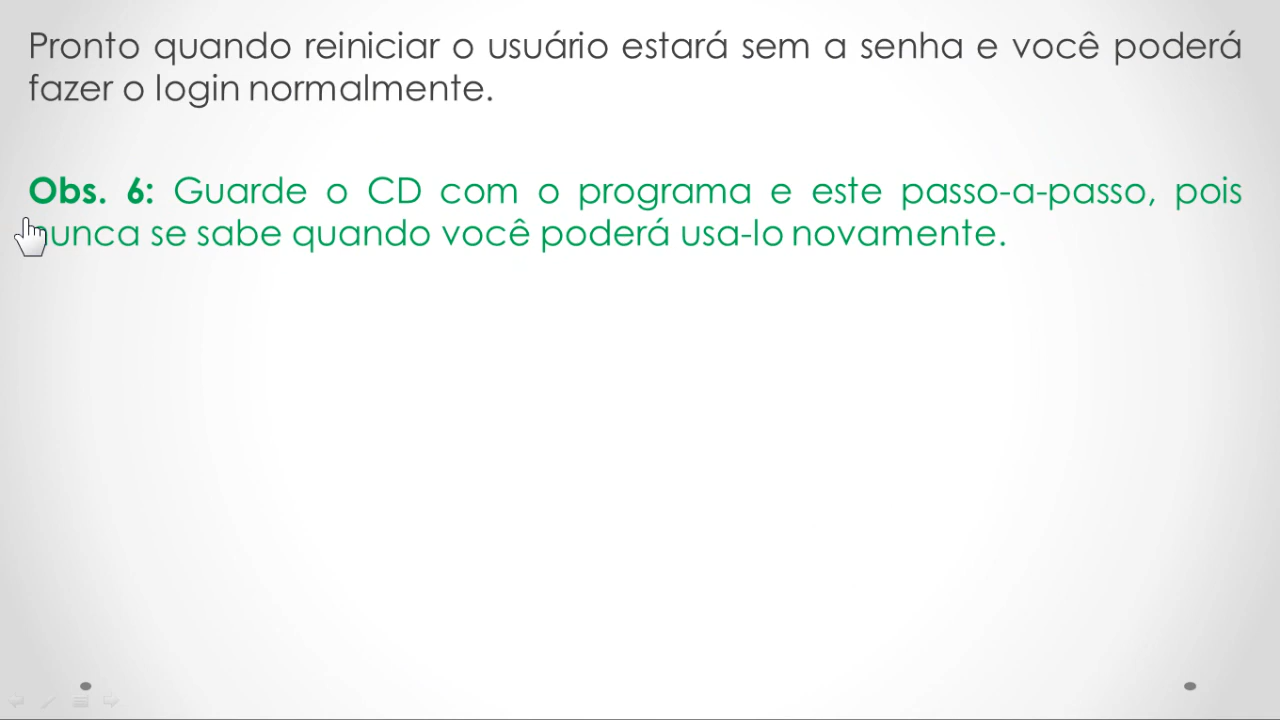 Pronto quando reiniciar o usuário estará sem a senha e você poderá
fazer o login normalmente.
Obs. 6: Guarde o CD com o programa e este passo-a-passo, pois
nunca se sabe quando você poderá usa-lo novamente.